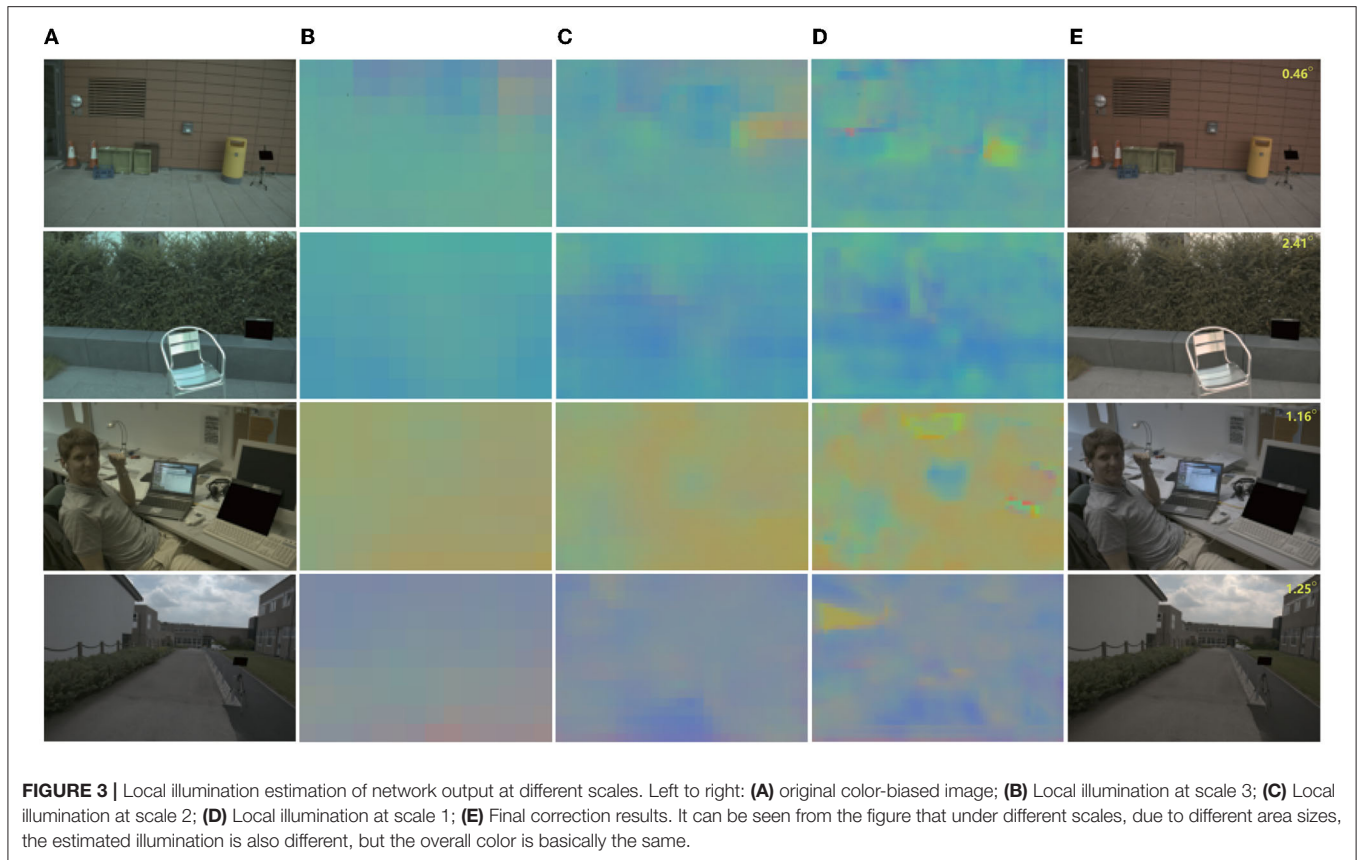 A B C D E
0.46°
2.41°
1.16°
1.25°
FIGURE 3 | Local illumination estimation of network output at different scales. Left to right: (A) original color-biased image; (B) Local illumination at scale 3; (C) Local
illumination at scale 2; (D) Local illumination at scale 1; (E) Final correction results. It can be seen from the figure that under different scales, due to different area sizes,
the estimated illumination is also different, but the overall color is basically the same.